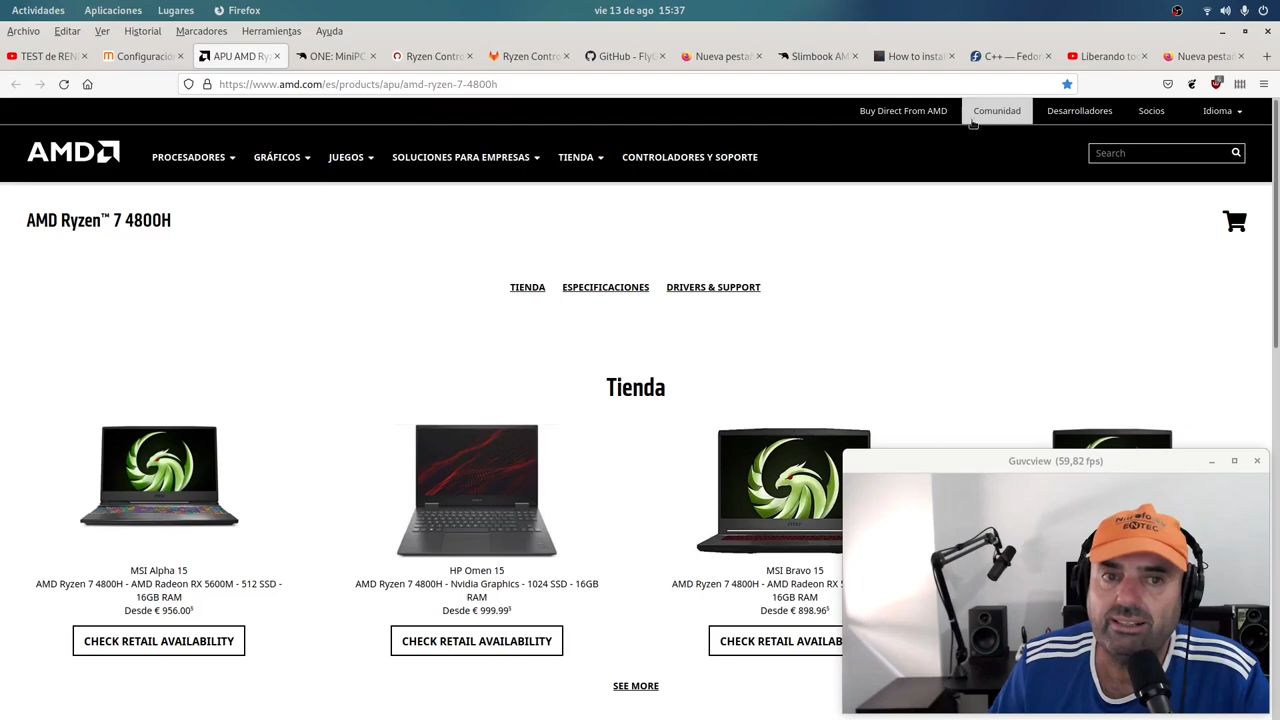 Actividades Aplicaciones Lugares Firefox vie 13 de ago 15:37
Archivo Editar Ver Historial Marcadores Herramientas Ayuda
TEST de REN Configuración APU AMD Ry ONE: MiniPC Ryzen Contro Ryzen Contro GitHub - FlyG Nueva pestañ Slimbook AM How to instal C++ — Fedor Liberando to Nueva pestañ
https://www.amd.com/es/products/apu/amd-ryzen-7-4800h
Buy Direct From AMD Comunidad Desarrolladores Socios Idioma
AMD PROCESADORES GRÁFICOS JUEGOS SOLUCIONES PARA EMPRESAS TIENDA CONTROLADORES Y SOPORTE Search
AMD Ryzen™ 7 4800H
TIENDA ESPECIFICACIONES DRIVERS & SUPPORT
Tienda
MSI Alpha 15
AMD Ryzen 7 4800H - AMD Radeon RX 5600M - 512 SSD -
16GB RAM
Desde € 956.00§
CHECK RETAIL AVAILABILITY
HP Omen 15
AMD Ryzen 7 4800H - Nvidia Graphics - 1024 SSD - 16GB
RAM
Desde € 999.99§
CHECK RETAIL AVAILABILITY
MSI Bravo 15
AMD Ryzen 7 4800H - AMD Radeon RX 5
16GB RAM
Desde € 898.96§
CHECK RETAIL AVAILAB
SEE MORE
Guvcview (59,82 fps)
ENTEC